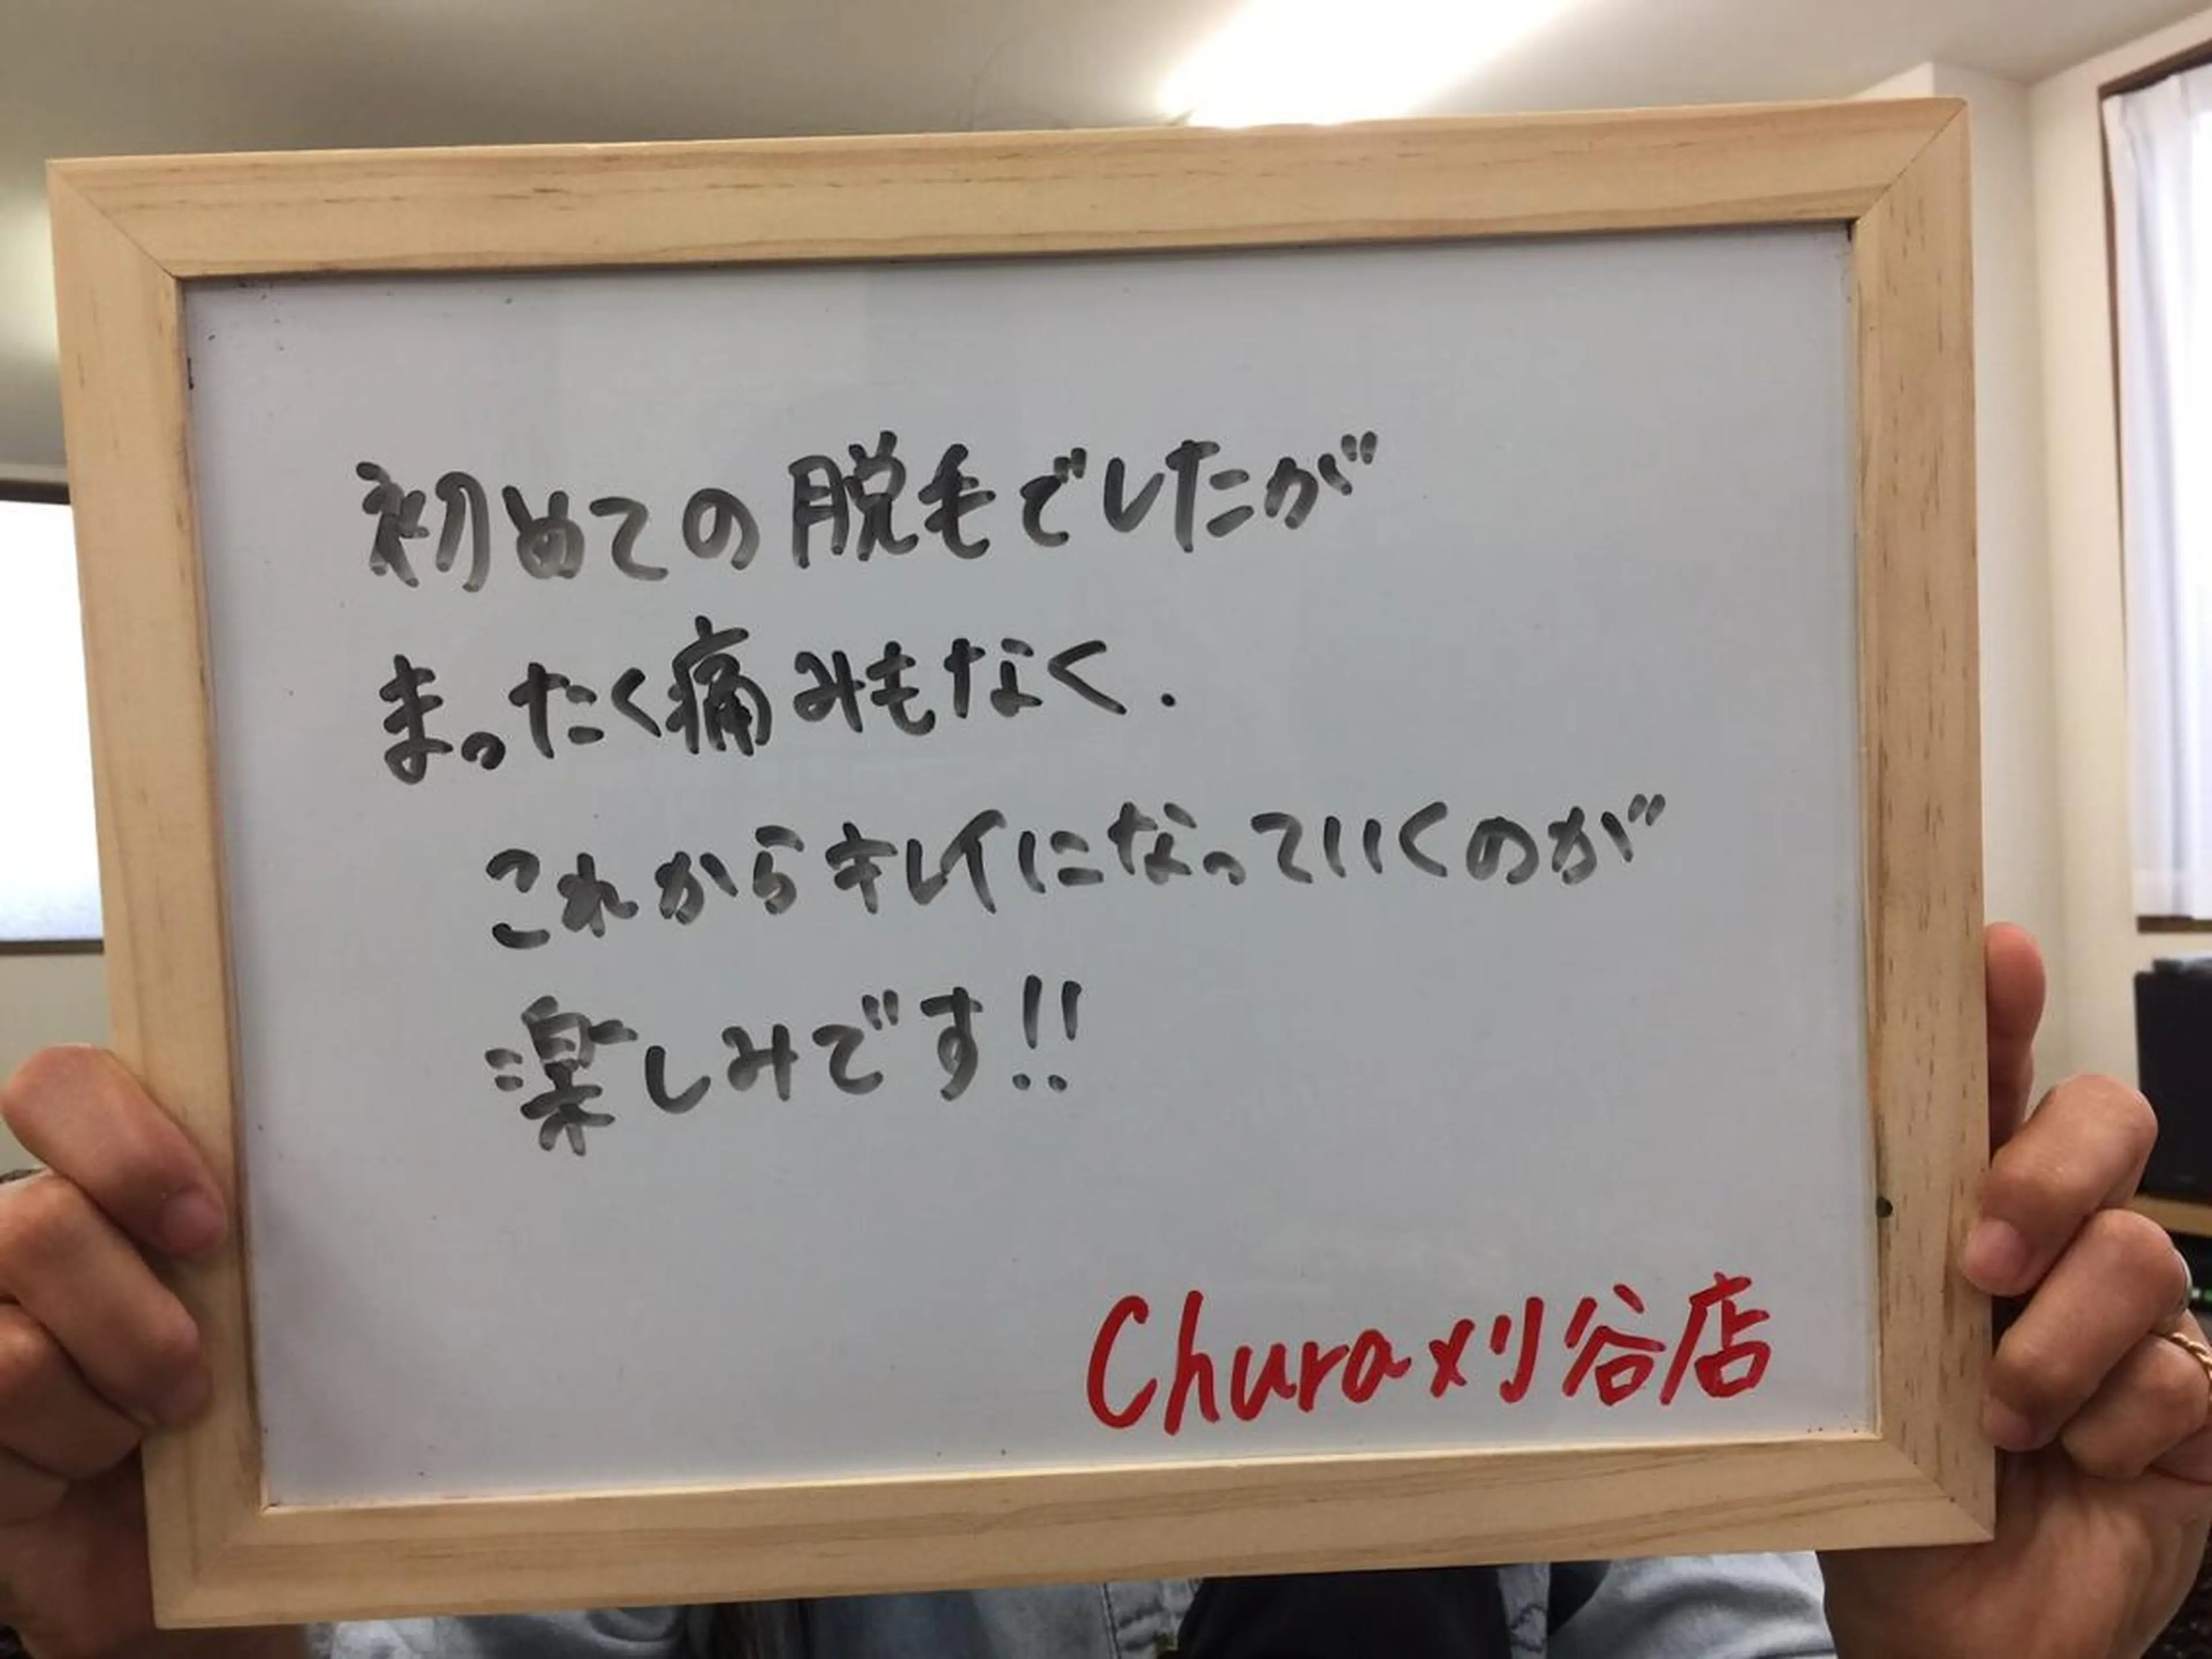 初めての脱毛でしたが
まったく痛みもなく.
これからキレイになっていくのが
楽しみです!!
Chura刈谷店